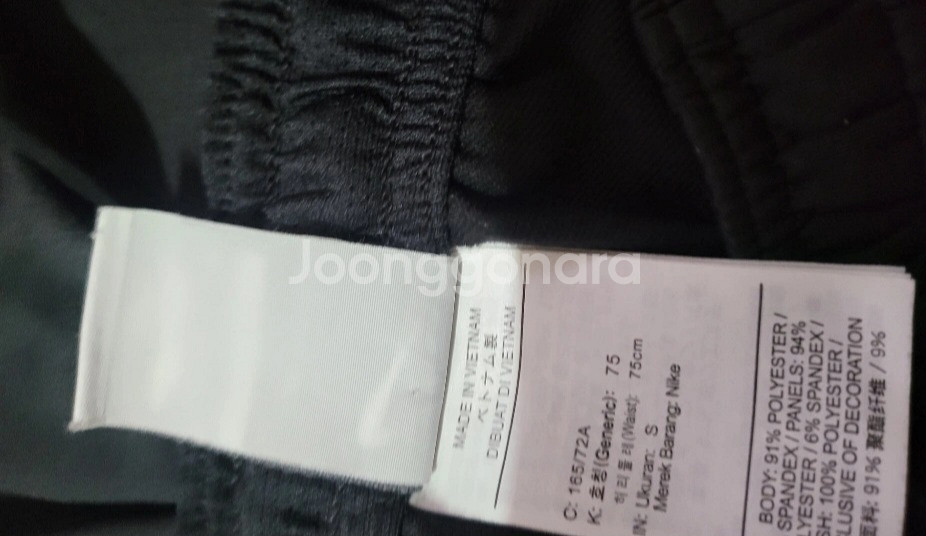 Joonggonara
MADE IN VIETNAM
ベトナム製
DIBUAT DI VIETNAM
C: 165/72A
K: 호칭(Generic): 75
허리둘레(Waist): 75cm
IN: Ukuran: S
Merek Barang: Nike
BODY: 91% POLYESTER/
SPANDEX / PANELS: 94%
LYESTER / 6% SPANDEX /
SH: 100% POLYESTER /
LUSIVE OF DECORATION
面料: 91% 聚酯纤维 / 9%